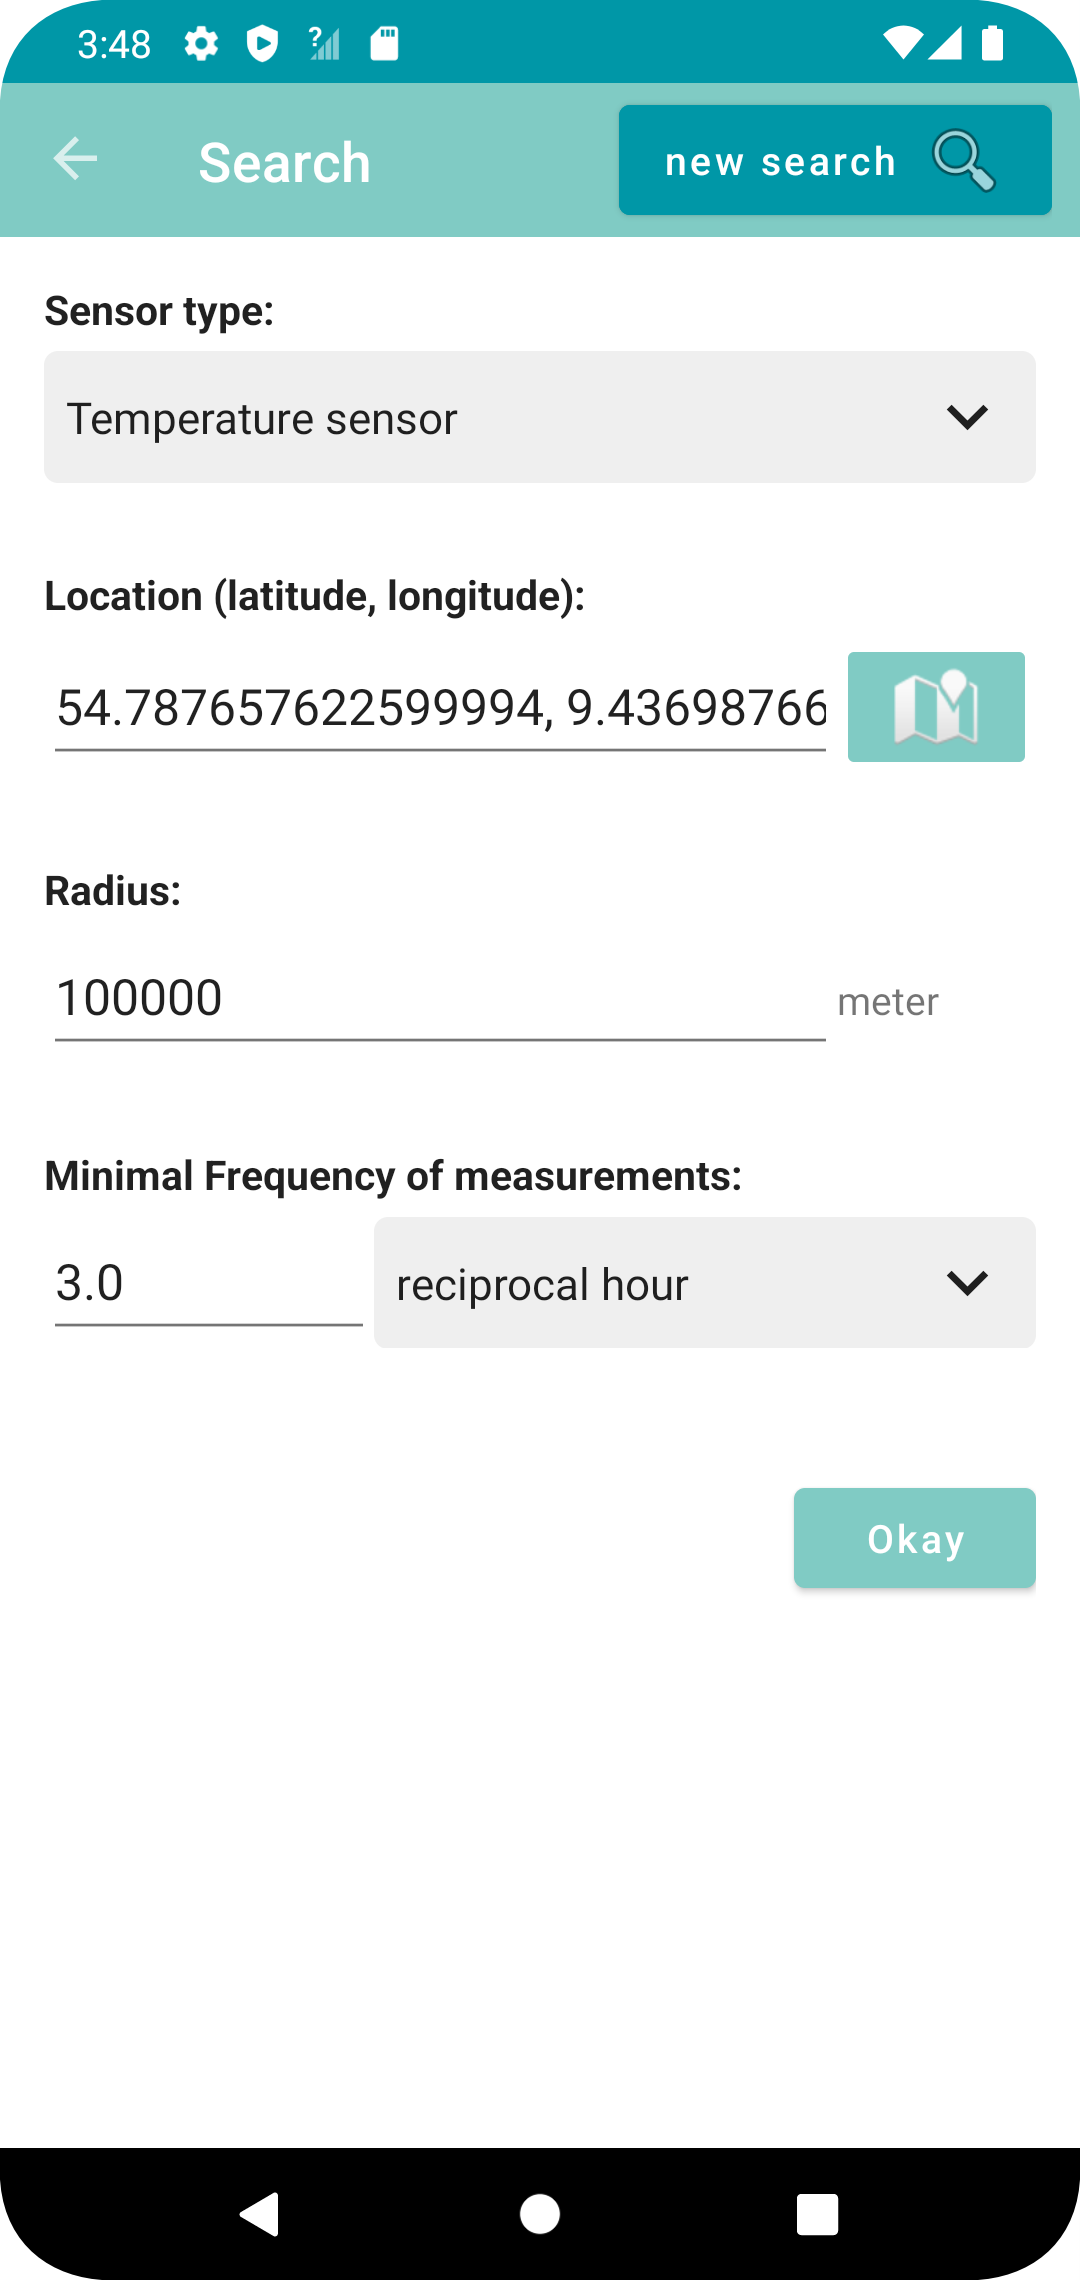 3:48
Search
new search
Sensor type:
Temperature sensor
Location (latitude, longitude):
54.7876576622599994, 9.43698766
Radius:
100000 meter
Minimal Frequency of measurements:
3.0 reciprocal hour
Okay